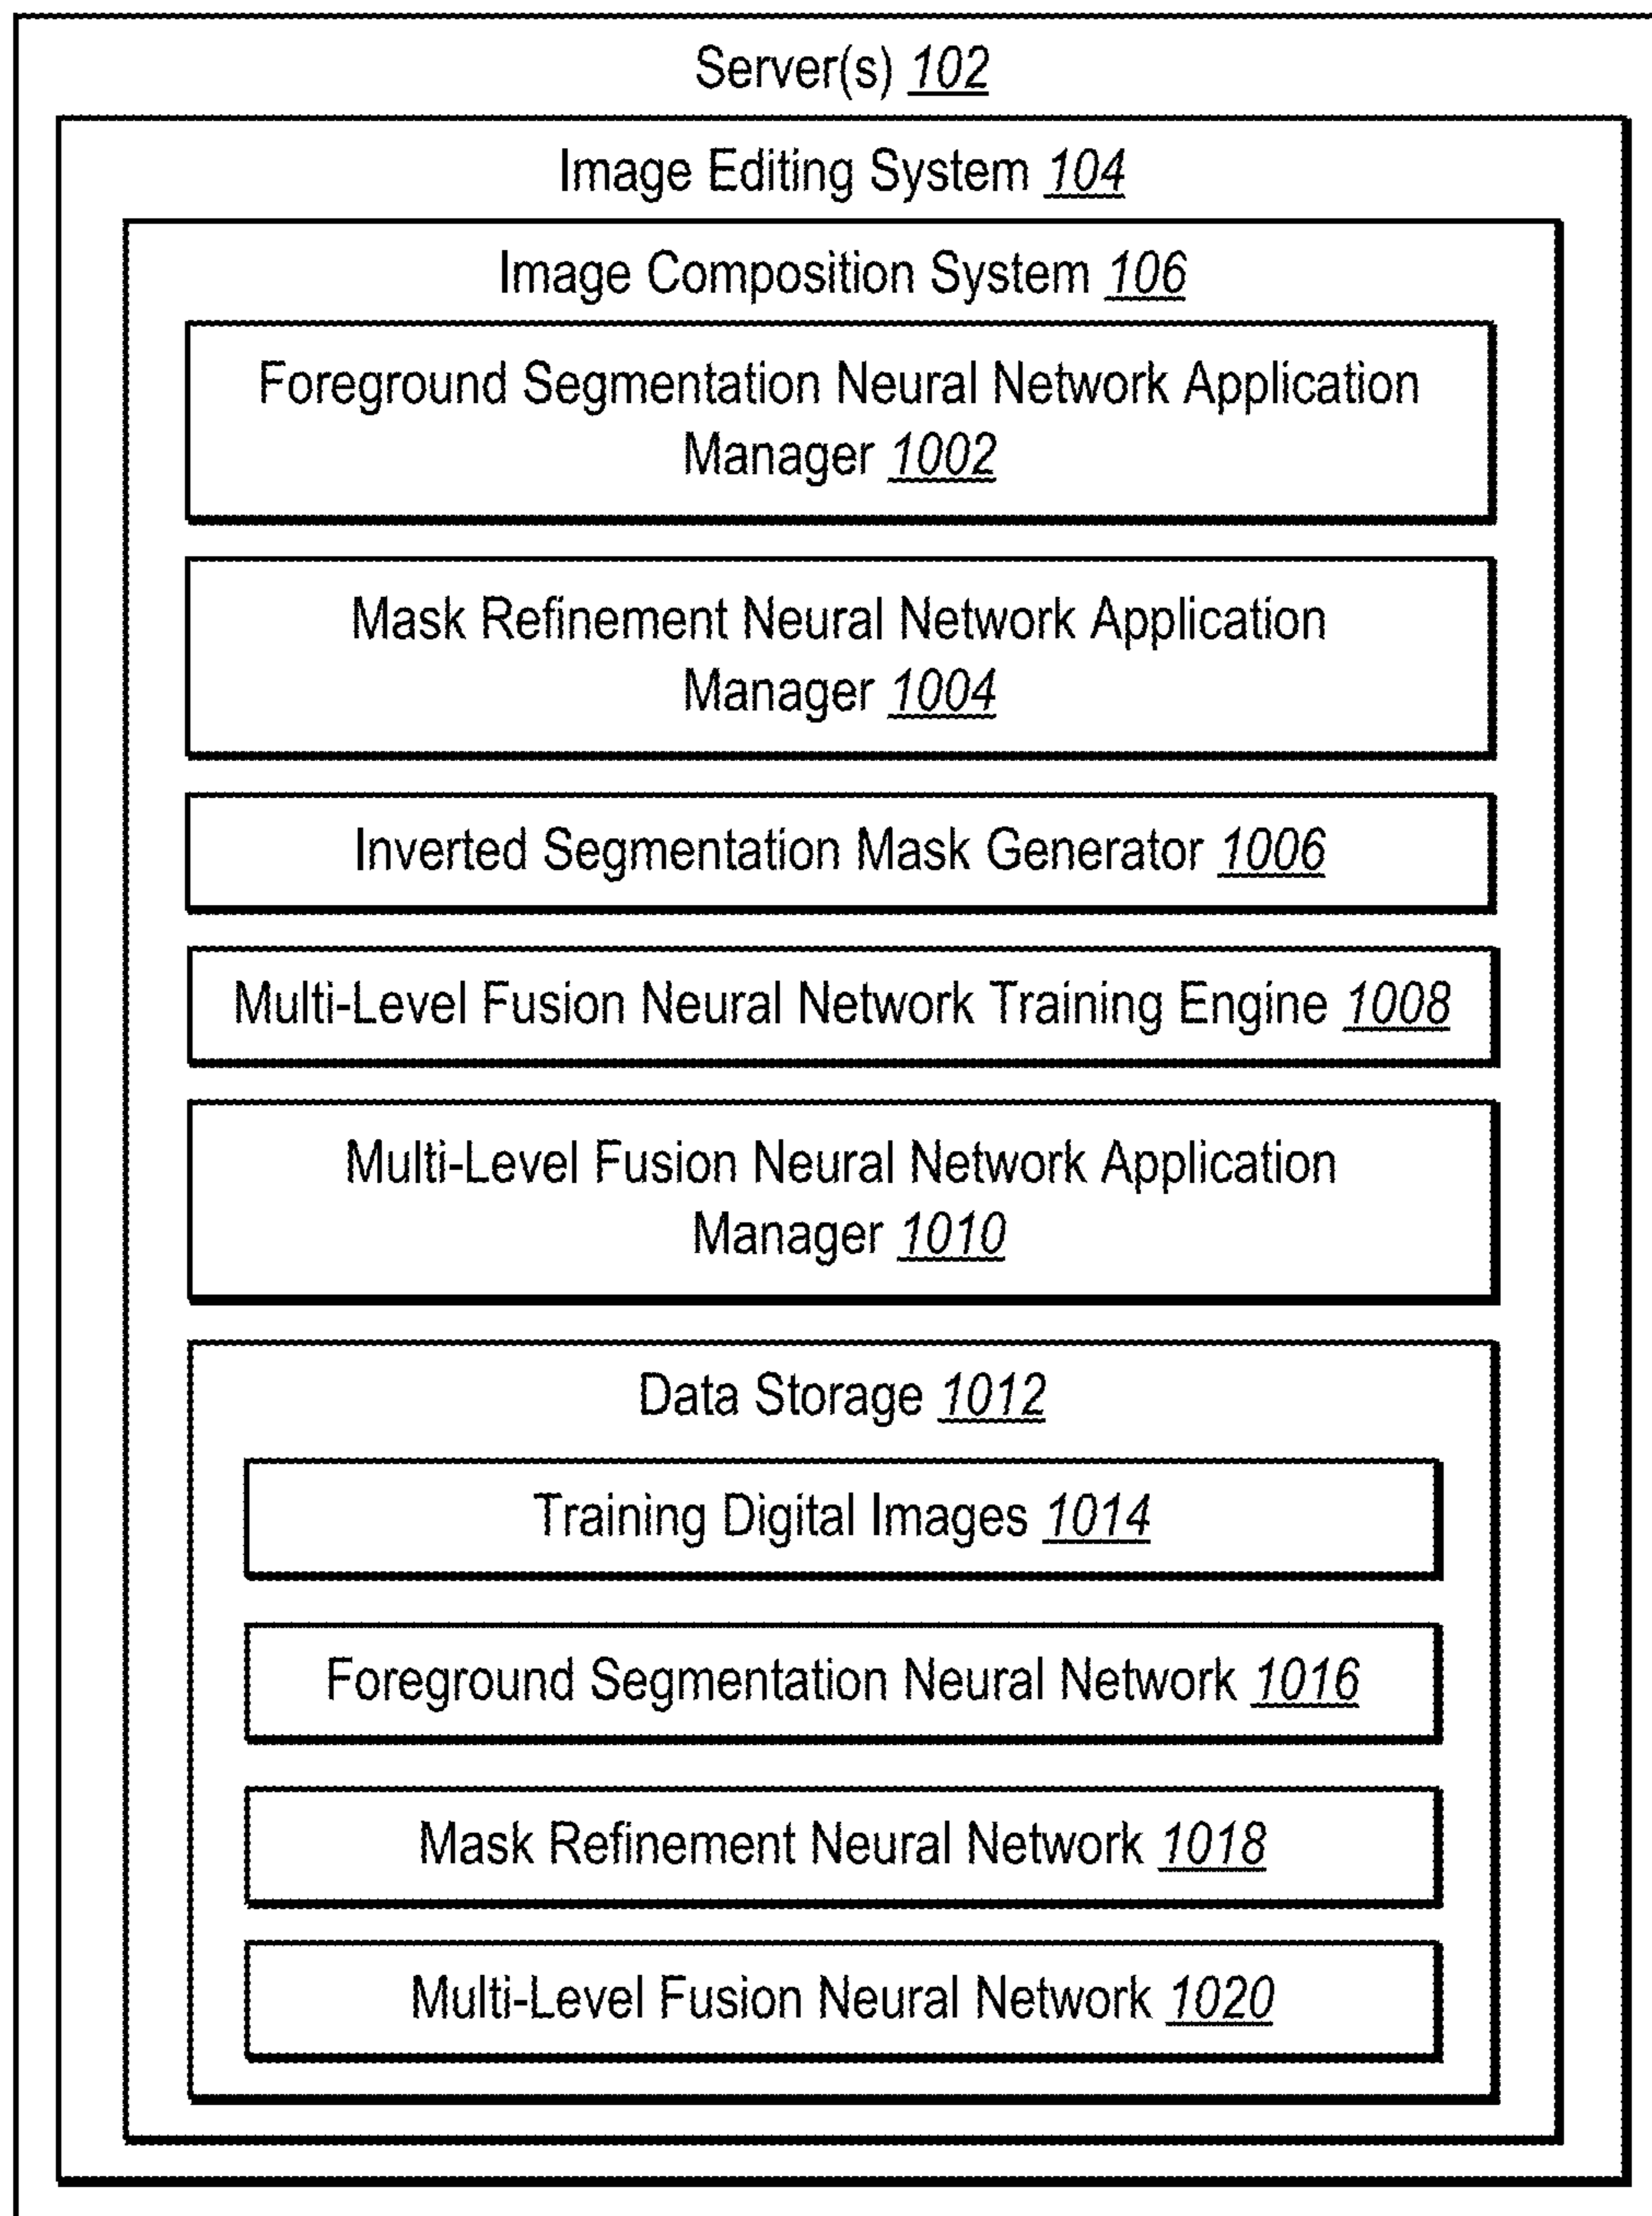 Server(s) 102
Image Editing System 104
Image Composition System 106
Foreground Segmentation Neural Network Application
Manager 1002
Mask Refinement Neural Network Application
Manager 1004
Inverted Segmentation Mask Generator 1006
Multi-Level Fusion Neural Network Training Engine 1008
Multi-Level Fusion Neural Network Application
Manager 1010
Data Storage 1012
Training Digital Images 1014
Foreground Segmentation Neural Network 1016
Mask Refinement Neural Network 1018
Multi-Level Fusion Neural Network 1020